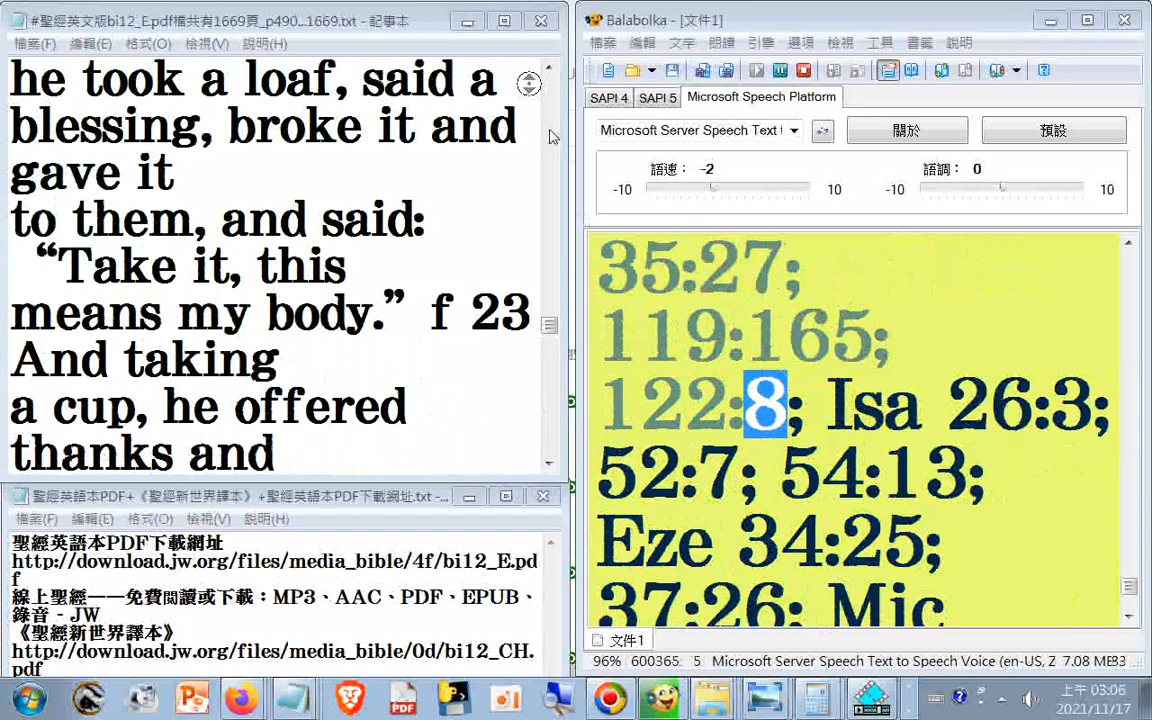 #聖經英文版bi12_E.pdf檔共有1669頁_p490...1669.txt - 記事本
檔案(F) 編輯(E) 格式(O) 檢視(V) 說明(H)
he took a loaf, said a
blessing, broke it and
gave it
to them, and said:
“Take it, this
means my body.” f 23
And taking
a cup, he offered
thanks and
聖經英語本PDF+《聖經新世界譯本》+聖經英語本PDF下載網址.txt - ...
檔案(F) 編輯(E) 格式(O) 檢視(V) 說明(H)
聖經英語本PDF下載網址
http://download.jw.org/files/media_bible/4f/bi12_E.pd
f
線上聖經——免費閱讀或下載：MP3、AAC、PDF、EPUB、
錄音 - JW
《聖經新世界譯本》
http://download.jw.org/files/media_bible/0d/bi12_CH.
pdf
Balabolka - [文件1]
檔案 編輯 文字 朗讀 引擎 選項 檢視 工具 書籤 說明
SAPI 4 SAPI 5 Microsoft Speech Platform
Microsoft Server Speech Text 關於 預設
語速： -2 語調： 0
-10 10 -10 10
35:27;
119:165;
122:8; Isa 26:3;
52:7; 54:13;
Eze 34:25;
37:26; Mic
文件1
96% 600365: 5 Microsoft Server Speech Text to Speech Voice (en-US, Z 7.08 MB
PDF
上午 03:06
2021/11/17